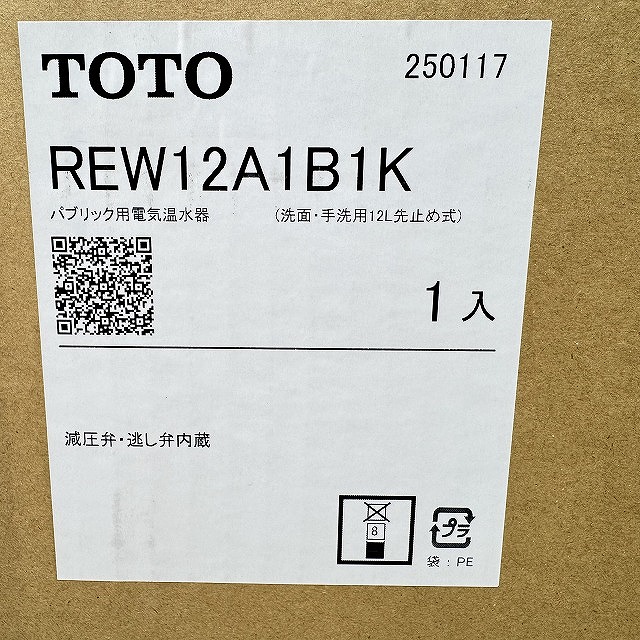 TOTO 250117
REW12A1B1K
パブリック用電気温水器 (洗面・手洗用12L先止め式)
1入
減圧弁・逃し弁内蔵
8
プラ
袋：PE